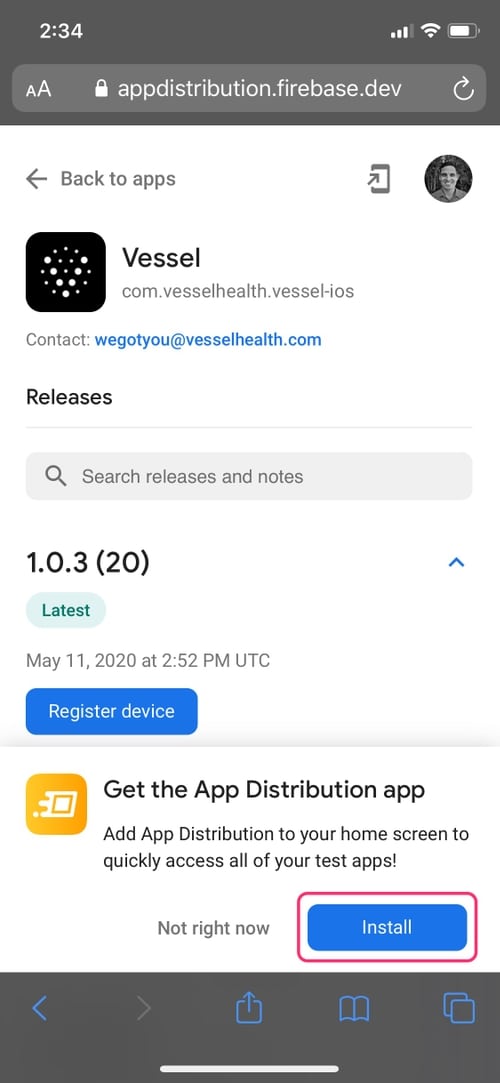 2:34
AA appdistribution.firebase.dev
Back to apps
Vessel
com.vesselhealth.vessel-ios
Contact: wegotyou@vesselhealth.com
Releases
Search releases and notes
1.0.3 (20)
Latest
May 11, 2020 at 2:52 PM UTC
Register device
Get the App Distribution app
Add App Distribution to your home screen to
quickly access all of your test apps!
Not right now
Install